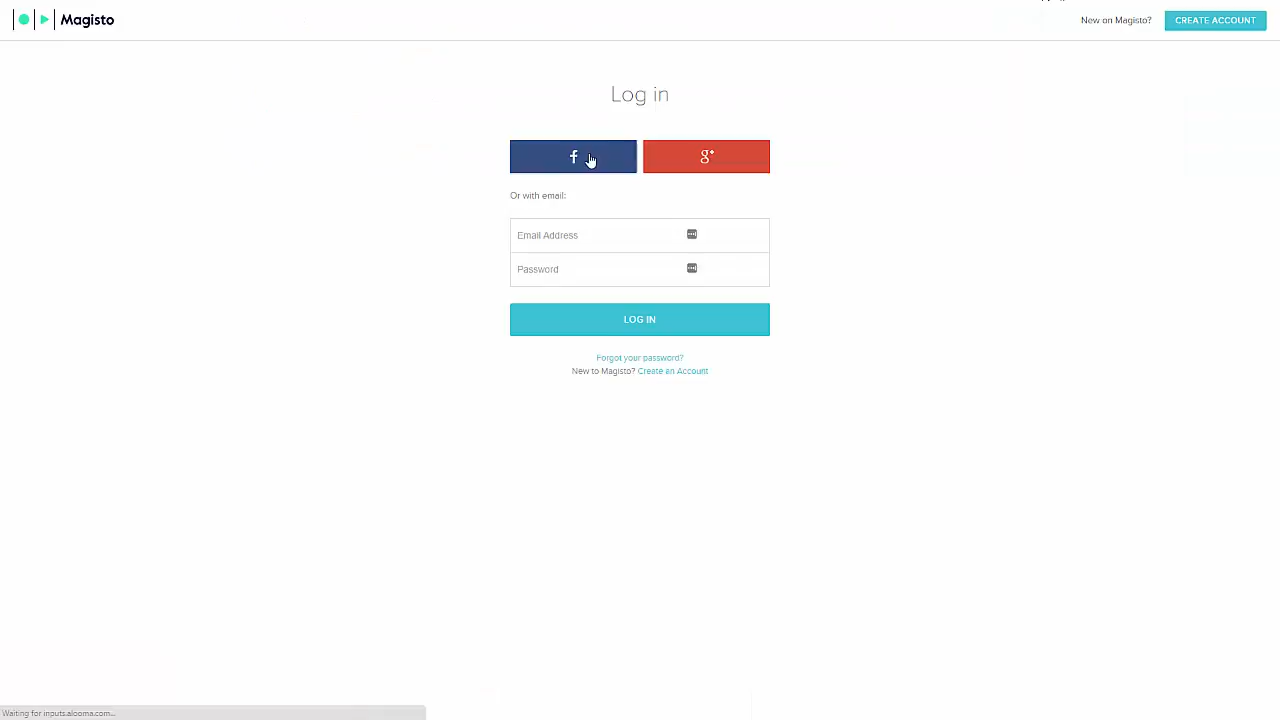 Magisto
New on Magisto?
CREATE ACCOUNT
Log in
f
g+
Or with email:
Email Address
Password
LOG IN
Forgot your password?
New to Magisto? Create an Account
Waiting for inputs.alooma.com...